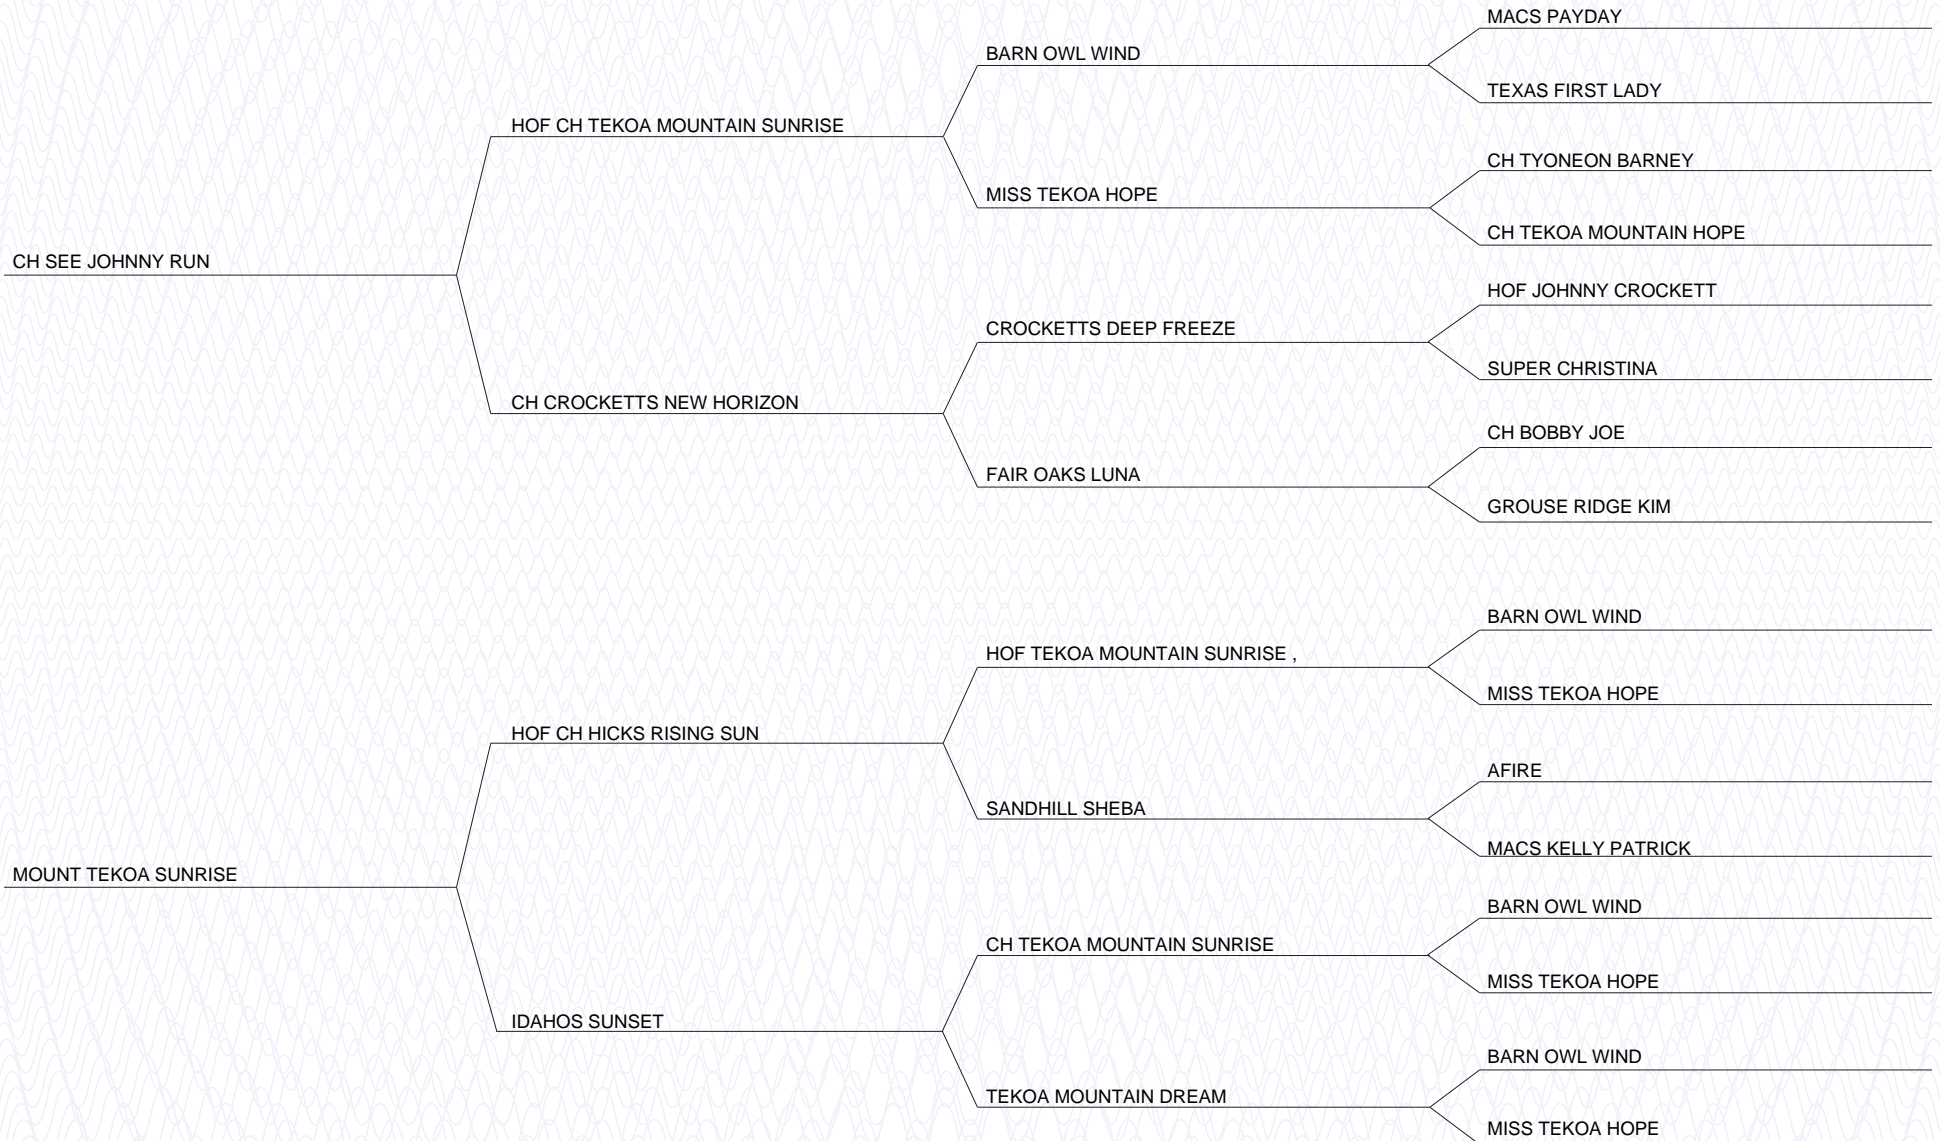 MACS PAYDAY
BARN OWL WIND
TEXAS FIRST LADY
HOF CH TEKOA MOUNTAIN SUNRISE
CH TYONEON BARNEY
MISS TEKOA HOPE
CH TEKOA MOUNTAIN HOPE
CH SEE JOHNNY RUN
HOF JOHNNY CROCKETT
CROCKETTS DEEP FREEZE
SUPER CHRISTINA
CH CROCKETTS NEW HORIZON
CH BOBBY JOE
FAIR OAKS LUNA
GROUSE RIDGE KIM
BARN OWL WIND
HOF TEKOA MOUNTAIN SUNRISE ,
MISS TEKOA HOPE
HOF CH HICKS RISING SUN
AFIRE
SANDHILL SHEBA
MACS KELLY PATRICK
MOUNT TEKOA SUNRISE
BARN OWL WIND
CH TEKOA MOUNTAIN SUNRISE
MISS TEKOA HOPE
IDAHOS SUNSET
BARN OWL WIND
TEKOA MOUNTAIN DREAM
MISS TEKOA HOPE